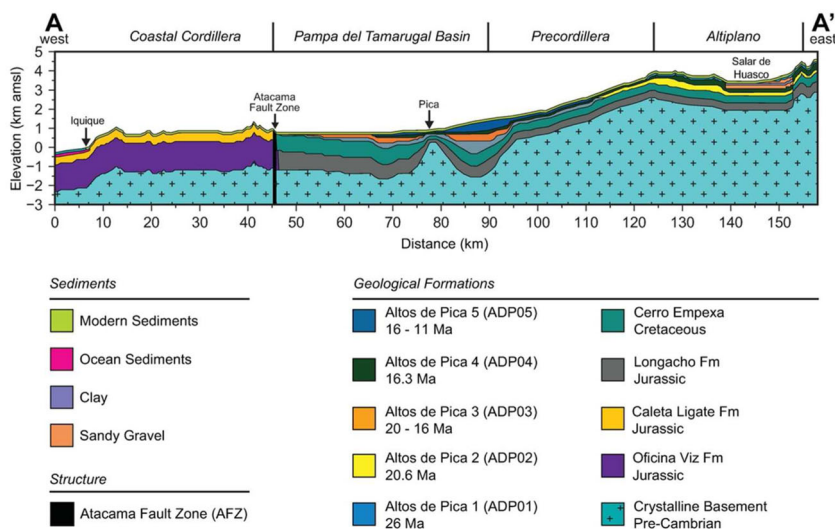 A
west
Coastal Cordillera
Pampa del Tamarugal Basin
Precordillera
Altiplano
A'
east
Elevation (km amsl)
5
4
3
2
1
0
−1
−2
−3
Iquique
Atacama
Fault Zone
Pica
Salar de
Huasco
0 10 20 30 40 50 60 70 80 90 100 110 120 130 140 150
Distance (km)
Sediments
Modern Sediments
Ocean Sediments
Clay
Sandy Gravel
Structure
Atacama Fault Zone (AFZ)
Geological Formations
Altos de Pica 5 (ADP05)
16 - 11 Ma
Altos de Pica 4 (ADP04)
16.3 Ma
Altos de Pica 3 (ADP03)
20 - 16 Ma
Altos de Pica 2 (ADP02)
20.6 Ma
Altos de Pica 1 (ADP01)
26 Ma
Cerro Empexa
Cretaceous
Longacho Fm
Jurassic
Caleta Ligate Fm
Jurassic
Oficina Viz Fm
Jurassic
Crystalline Basement
Pre-Cambrian